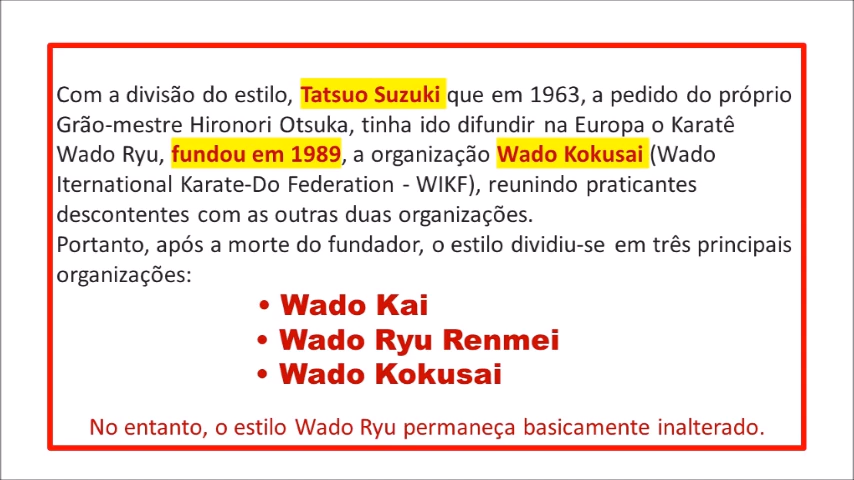 Com a divisão do estilo, Tatsuo Suzuki que em 1963, a pedido do próprio
Grão-mestre Hironori Otsuka, tinha ido difundir na Europa o Karatê
Wado Ryu, fundou em 1989, a organização Wado Kokusai (Wado
Iternational Karate-Do Federation - WIKF), reunindo praticantes
descontentes com as outras duas organizações.
Portanto, após a morte do fundador, o estilo dividiu-se em três principais
organizações:
• Wado Kai
• Wado Ryu Renmei
• Wado Kokusai
No entanto, o estilo Wado Ryu permaneça basicamente inalterado.